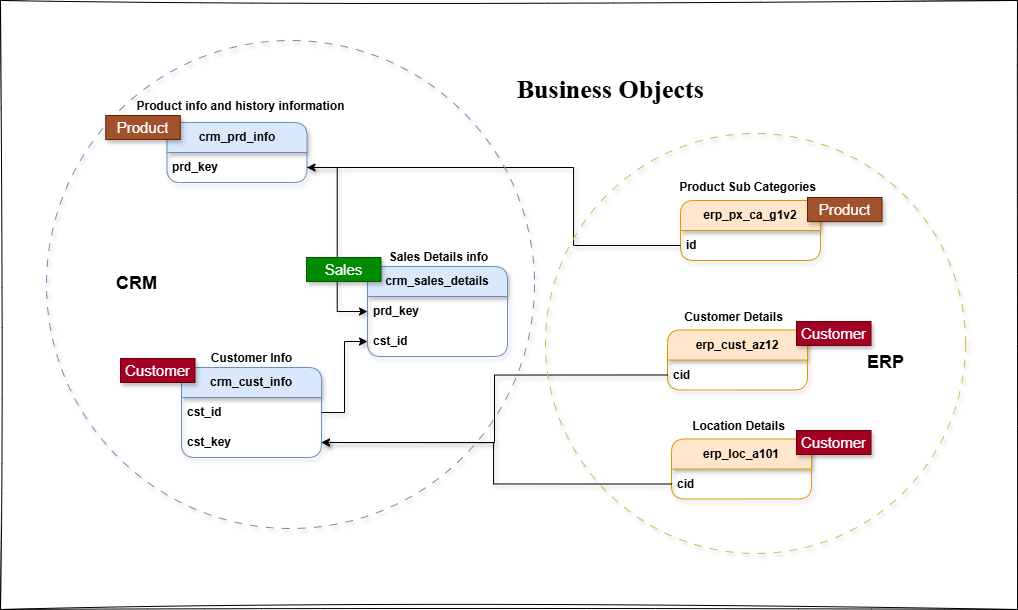 Business Objects
Product info and history information
Product
crm_prd_info
prd_key
CRM
Sales Details info
Sales
crm_sales_details
prd_key
cst_id
Customer Info
Customer
crm_cust_info
cst_id
cst_key
Product Sub Categories
erp_px_ca_g1v2
Product
id
Customer Details
erp_cust_az12
Customer
cid
ERP
Location Details
erp_loc_a101
Customer
cid